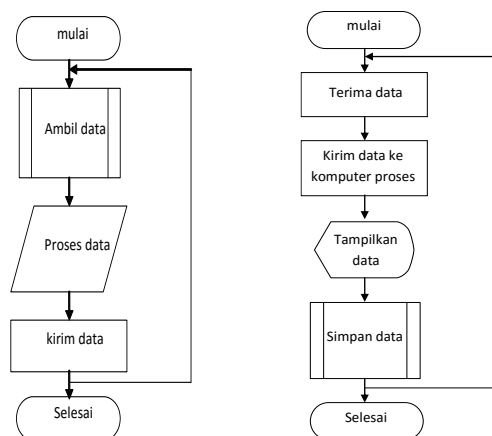 mulai
Ambil data
Proses data
kirim data
Selesai
mulai
Terima data
Kirim data ke
komputer proses
Tampilkan
data
Simpan data
Selesai